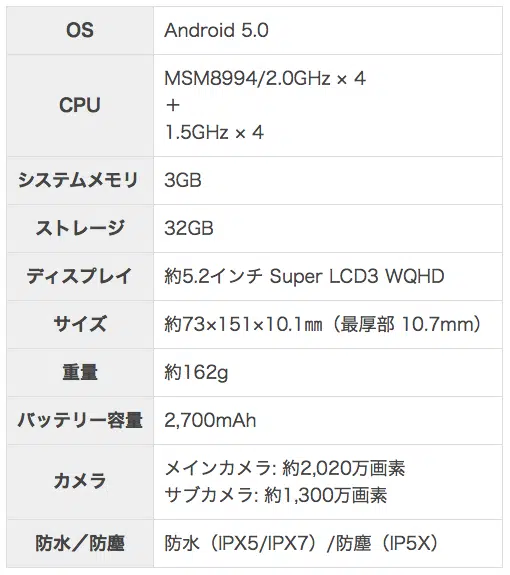 OS
Android 5.0
CPU
MSM8994/2.0GHz × 4
＋
1.5GHz × 4
システムメモリ
3GB
ストレージ
32GB
ディスプレイ
約5.2インチ Super LCD3 WQHD
サイズ
約73×151×10.1㎜（最厚部 10.7mm）
重量
約162g
バッテリー容量
2,700mAh
カメラ
メインカメラ: 約2,020万画素
サブカメラ: 約1,300万画素
防水／防塵
防水（IPX5/IPX7）/防塵（IP5X）